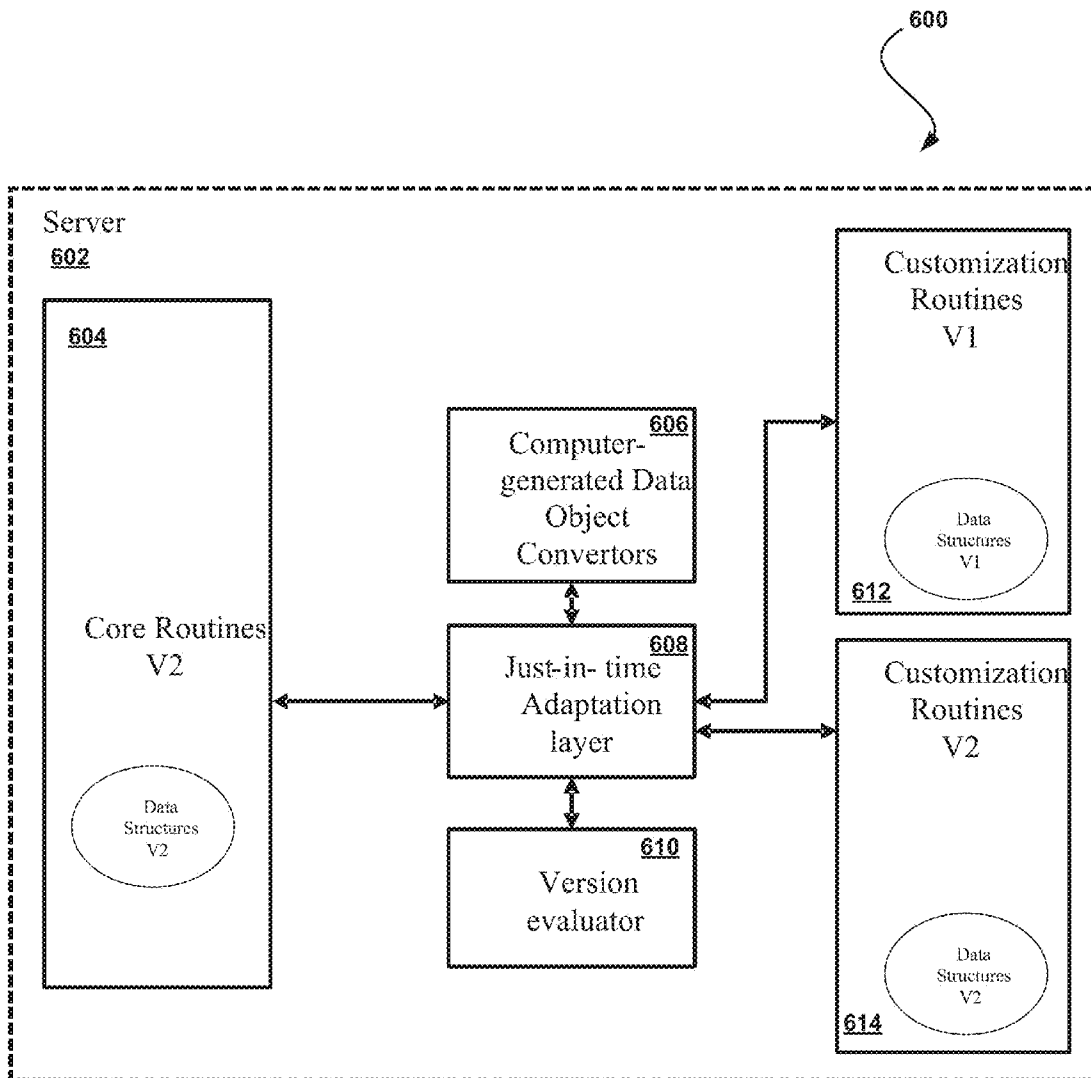 600
Server
602
604
Core Routines
V2
Data
Structures
V2
606
Computer-
generated Data
Object
Convertors
608
Just-in- time
Adaptation
layer
610
Version
evaluator
Customization
Routines
V1
Data
Structures
V1
612
Customization
Routines
V2
Data
Structures
V2
614